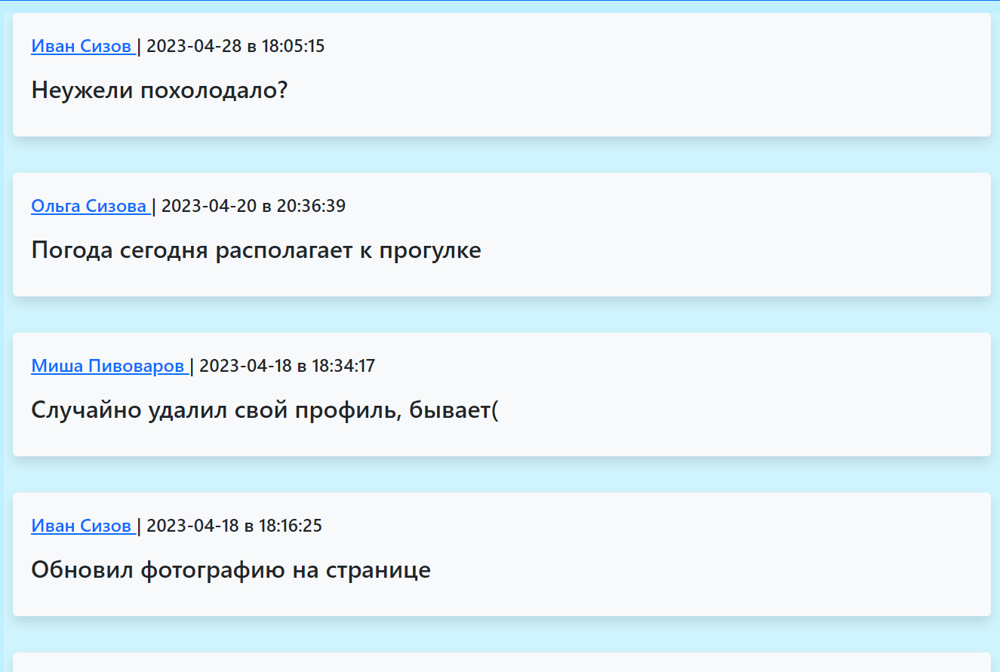 Иван Сизов | 2023-04-28 в 18:05:15
Неужели похолодало?
Ольга Сизова | 2023-04-20 в 20:36:39
Погода сегодня располагает к прогулке
Миша Пивоваров | 2023-04-18 в 18:34:17
Случайно удалил свой профиль, бывает(
Иван Сизов | 2023-04-18 в 18:16:25
Обновил фотографию на странице